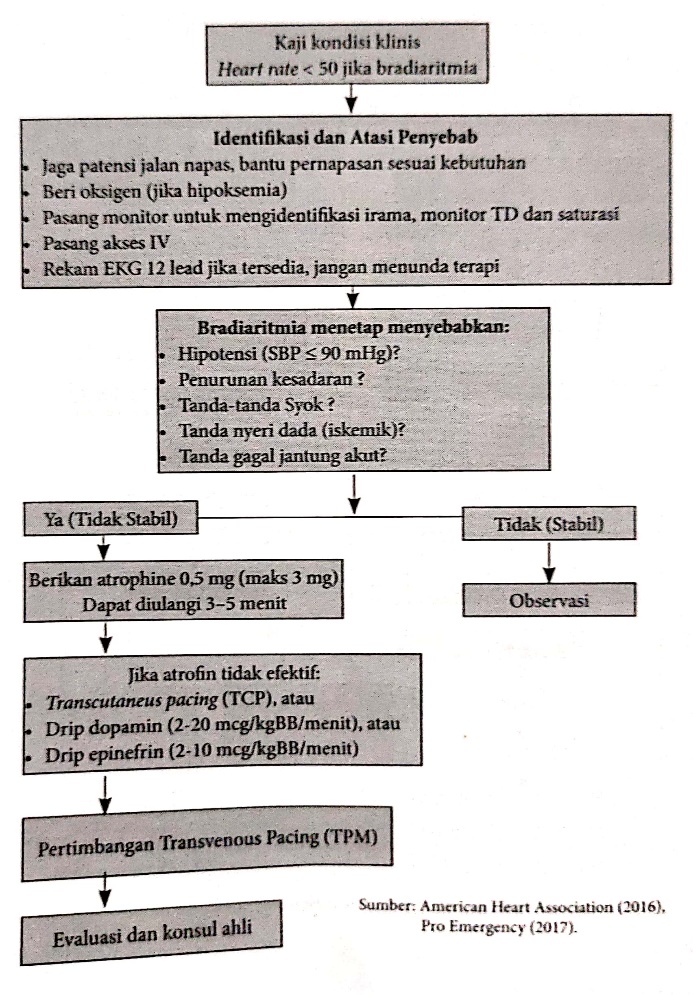 Kaji kondisi klinis
Heart rate < 50 jika bradiaritmia
Identifikasi dan Atasi Penyebab
• Jaga patensi jalan napas, bantu pernapasan sesuai kebutuhan
• Beri oksigen (jika hipoksemia)
• Pasang monitor untuk mengidentifikasi irama, monitor TD dan saturasi
• Pasang akses IV
• Rekam EKG 12 lead jika tersedia, jangan menunda terapi
Bradiaritmia menetap menyebabkan:
• Hipotensi (SBP ≤ 90 mmHg)?
• Penurunan kesadaran ?
• Tanda-tanda Syok ?
• Tanda nyeri dada (iskemik)?
• Tanda gagal jantung akut?
Ya (Tidak Stabil)
Tidak (Stabil)
Berikan atrophine 0,5 mg (maks 3 mg)
Dapat diulangi 3–5 menit
Observasi
Jika atrofin tidak efektif:
• Transcutaneus pacing (TCP), atau
• Drip dopamin (2-20 mcg/kgBB/menit), atau
• Drip epinefrin (2-10 mcg/kgBB/menit)
Pertimbangan Transvenous Pacing (TPM)
Evaluasi dan konsul ahli
Sumber: American Heart Association (2016),
Pro Emergency (2017).